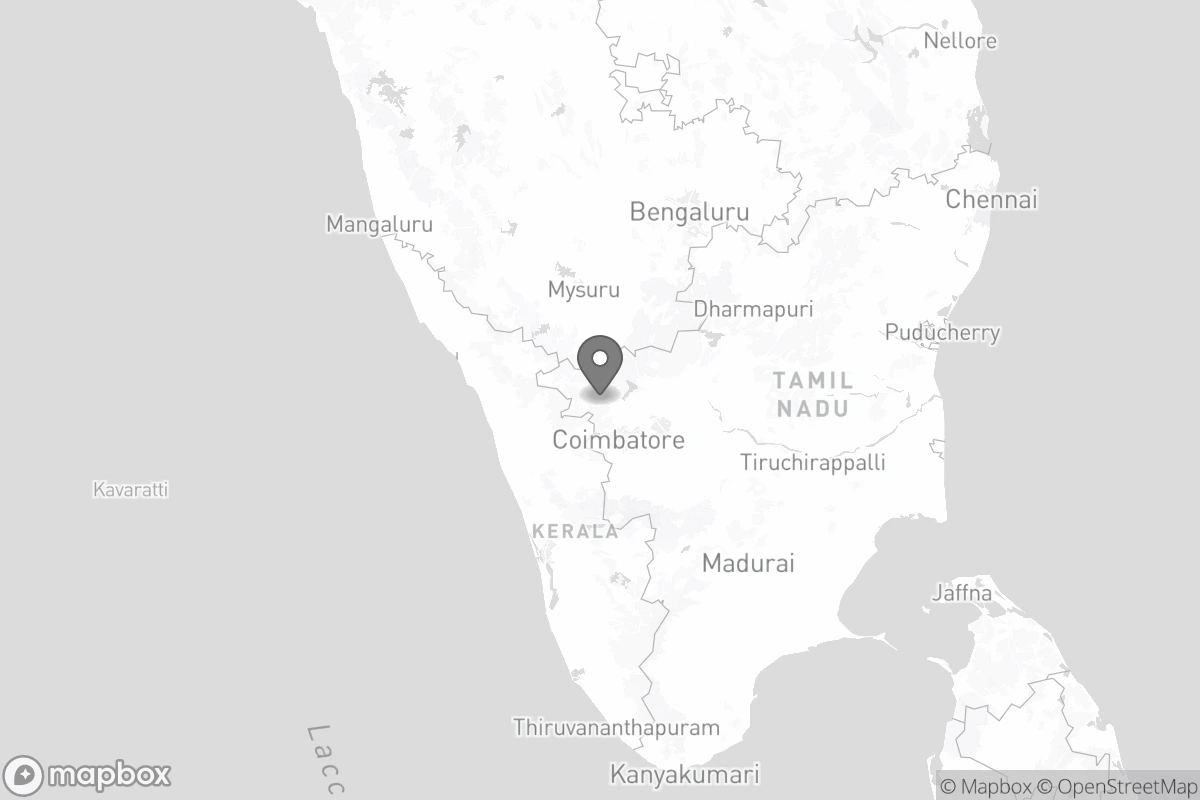 Nellore
Chennai
Bengaluru
Mangaluru
Mysuru
Dharmapuri
Puducherry
TAMIL
NADU
Coimbatore
Tiruchirappalli
Kavaratti
KERALA
Madurai
Jaffna
Thiruvananthapuram
Lacc
Kanyakumari
mapbox
© Mapbox © OpenStreetMap